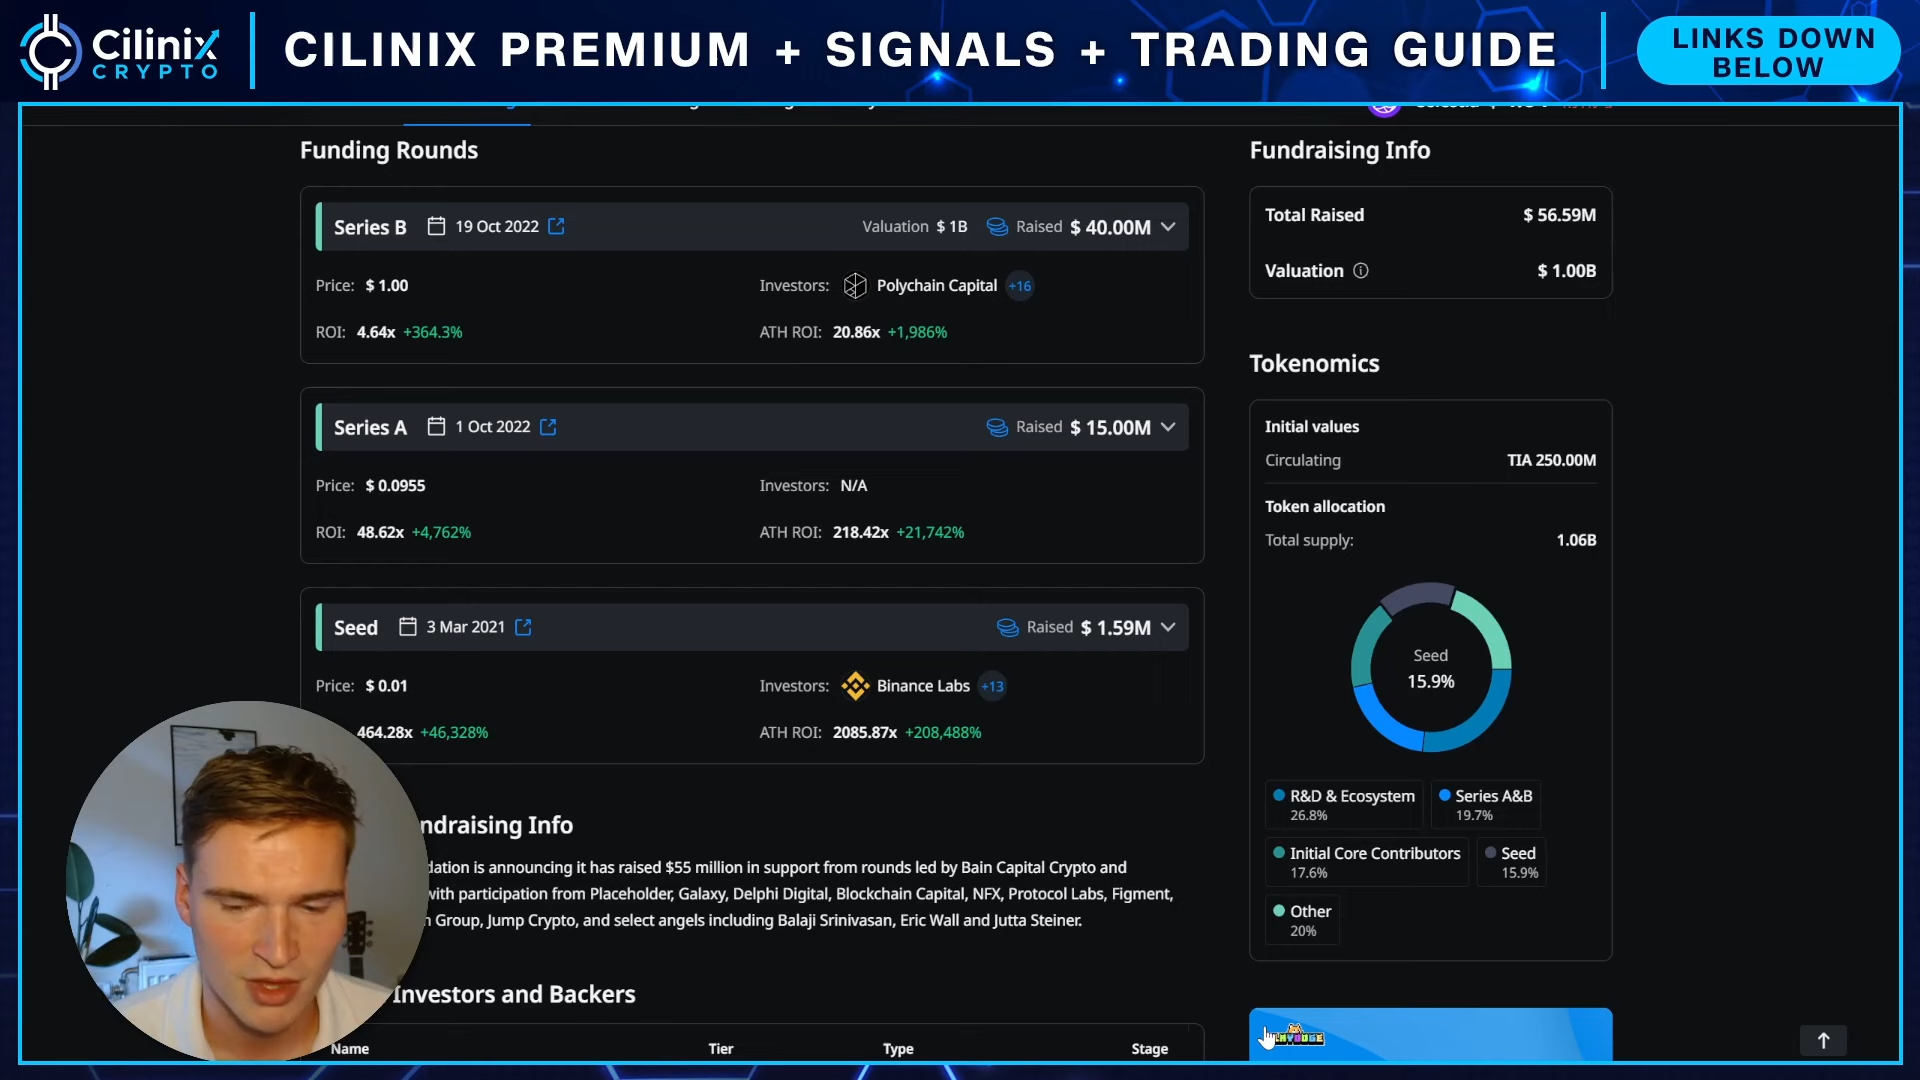 Cilinix
CRYPTO
CILINIX PREMIUM + SIGNALS + TRADING GUIDE
LINKS DOWN
BELOW
Funding Rounds
Series B 19 Oct 2022 Valuation $ 1B Raised $ 40.00M
Price: $ 1.00 Investors: Polychain Capital +16
ROI: 4.64x +364.3% ATH ROI: 20.86x +1,986%
Series A 1 Oct 2022 Raised $ 15.00M
Price: $ 0.0955 Investors: N/A
ROI: 48.62x +4,762% ATH ROI: 218.42x +21,742%
Seed 3 Mar 2021 Raised $ 1.59M
Price: $ 0.01 Investors: Binance Labs +13
464.28x +46,328% ATH ROI: 2085.87x +208,488%
ndraising Info
dation is announcing it has raised $55 million in support from rounds led by Bain Capital Crypto and
with participation from Placeholder, Galaxy, Delphi Digital, Blockchain Capital, NFX, Protocol Labs, Figment,
Group, Jump Crypto, and select angels including Balaji Srinivasan, Eric Wall and Jutta Steiner.
Investors and Backers
Name Tier Type Stage
Fundraising Info
Total Raised $ 56.59M
Valuation $ 1.00B
Tokenomics
Initial values
Circulating TIA 250.00M
Token allocation
Total supply: 1.06B
Seed
15.9%
R&D & Ecosystem
26.8%
Series A&B
19.7%
Initial Core Contributors
17.6%
Seed
15.9%
Other
20%